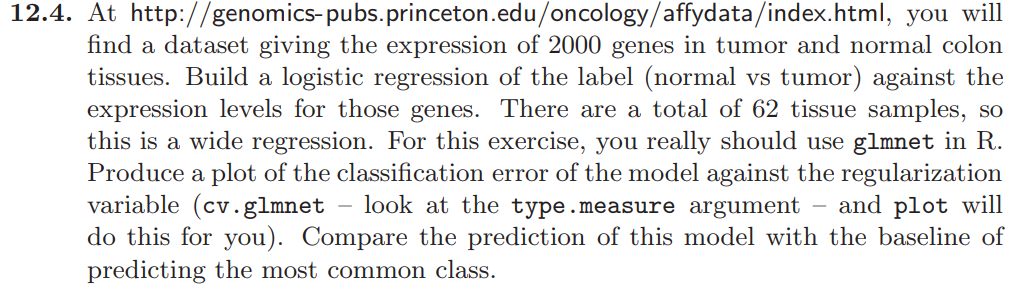 12.4. At http://genomics-pubs.princeton.edu/oncology/affydata/index.html, you will
find a dataset giving the expression of 2000 genes in tumor and normal colon
tissues. Build a logistic regression of the label (normal vs tumor) against the
expression levels for those genes. There are a total of 62 tissue samples, so
this is a wide regression. For this exercise, you really should use glmnet in R.
Produce a plot of the classification error of the model against the regularization
variable (cv.glmnet – look at the type.measure argument – and plot will
do this for you). Compare the prediction of this model with the baseline of
predicting the most common class.